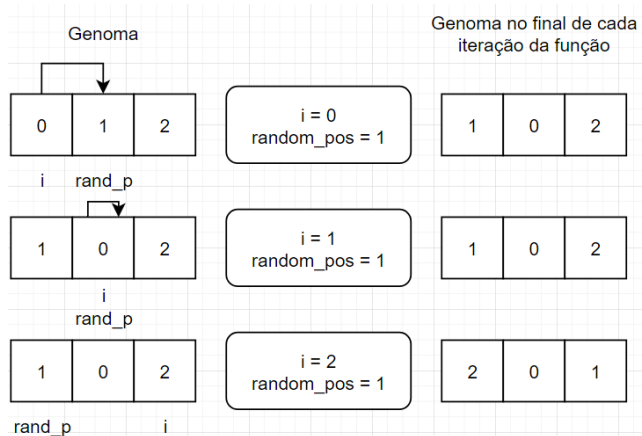 Genoma
Genoma no final de cada
iteração da função
0 1 2
i = 0
random_pos = 1
1 0 2
i rand_p
1 0 2
i = 1
random_pos = 1
1 0 2
i
rand_p
1 0 2
i = 2
random_pos = 1
2 0 1
rand_p i